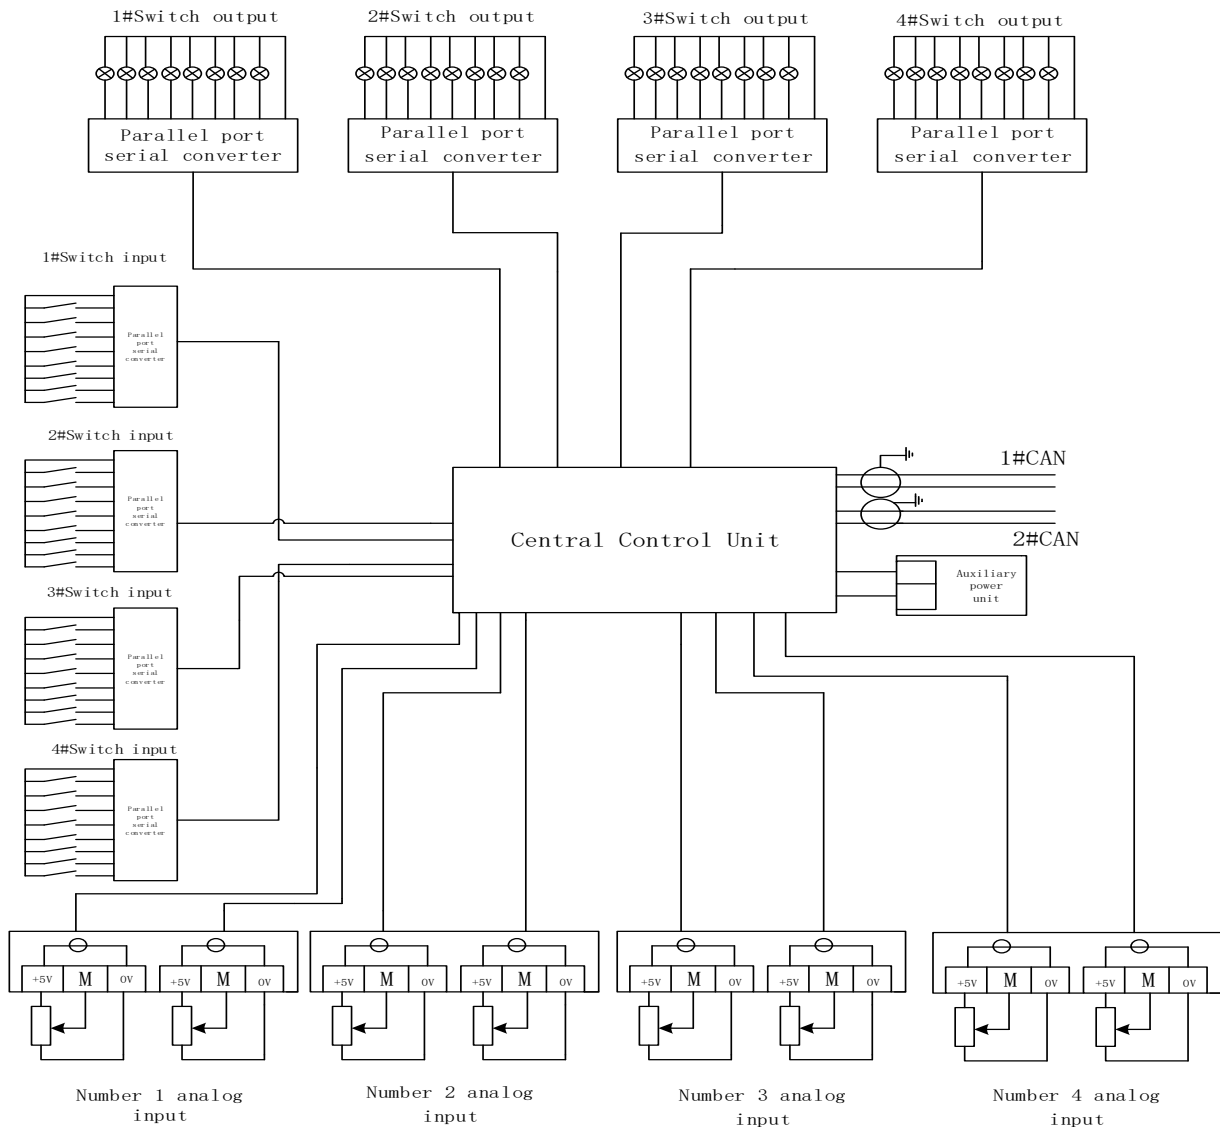 1#Switch output
2#Switch output
3#Switch output
4#Switch output
Parallel port
serial converter
Parallel port
serial converter
Parallel port
serial converter
Parallel port
serial converter
1#Switch input
Parallel
port
serial
converter
2#Switch input
Parallel
port
serial
converter
3#Switch input
Parallel
port
serial
converter
4#Switch input
Parallel
port
serial
converter
Central Control Unit
1#CAN
2#CAN
Auxiliary
power
unit
+5V M 0V
+5V M 0V
+5V M 0V
+5V M 0V
+5V M 0V
+5V M 0V
+5V M 0V
+5V M 0V
Number 1 analog
input
Number 2 analog
input
Number 3 analog
input
Number 4 analog
input